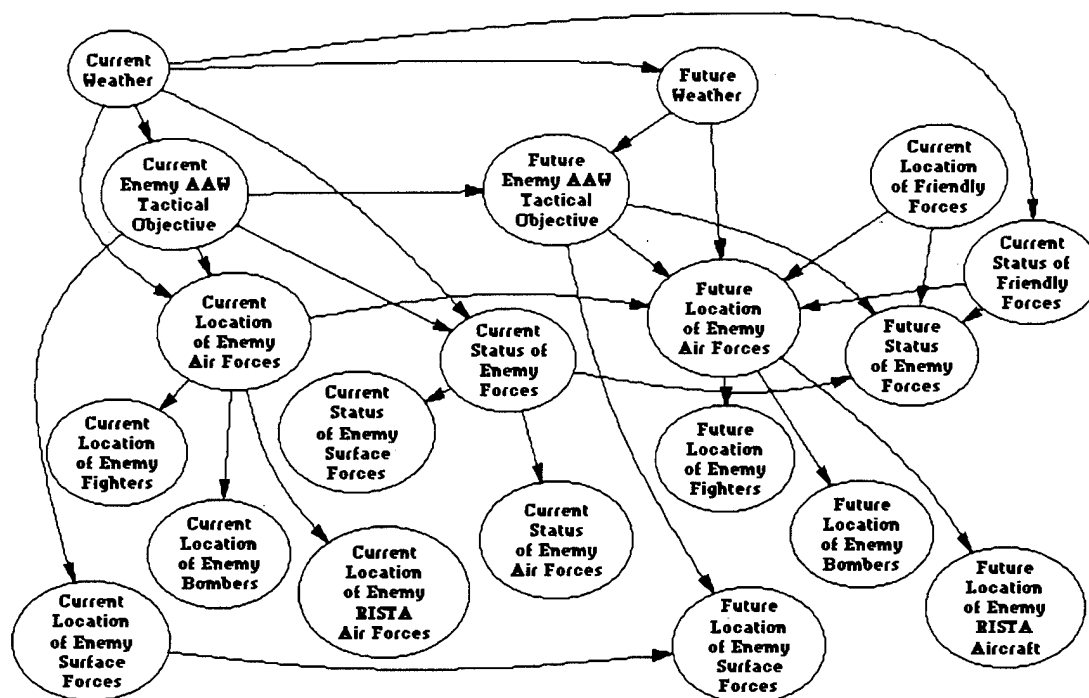 Current
Weather
Future
Weather
Current
Enemy AAW
Tactical
Objective
Future
Enemy AAW
Tactical
Objective
Current
Location
of Friendly
Forces
Current
Status of
Friendly
Forces
Current
Location
of Enemy
Air Forces
Current
Status of
Enemy
Forces
Future
Location
of Enemy
Air Forces
Future
Status
of Enemy
Forces
Current
Location
of Enemy
Fighters
Current
Status
of Enemy
Surface
Forces
Future
Location
of Enemy
Fighters
Current
Location
of Enemy
Bombers
Current
Location
of Enemy
RISTA
Air Forces
Current
Status
of Enemy
Air Forces
Future
Location
of Enemy
Bombers
Future
Location
of Enemy
RISTA
Aircraft
Current
Location
of Enemy
Surface
Forces
Future
Location
of Enemy
Surface
Forces